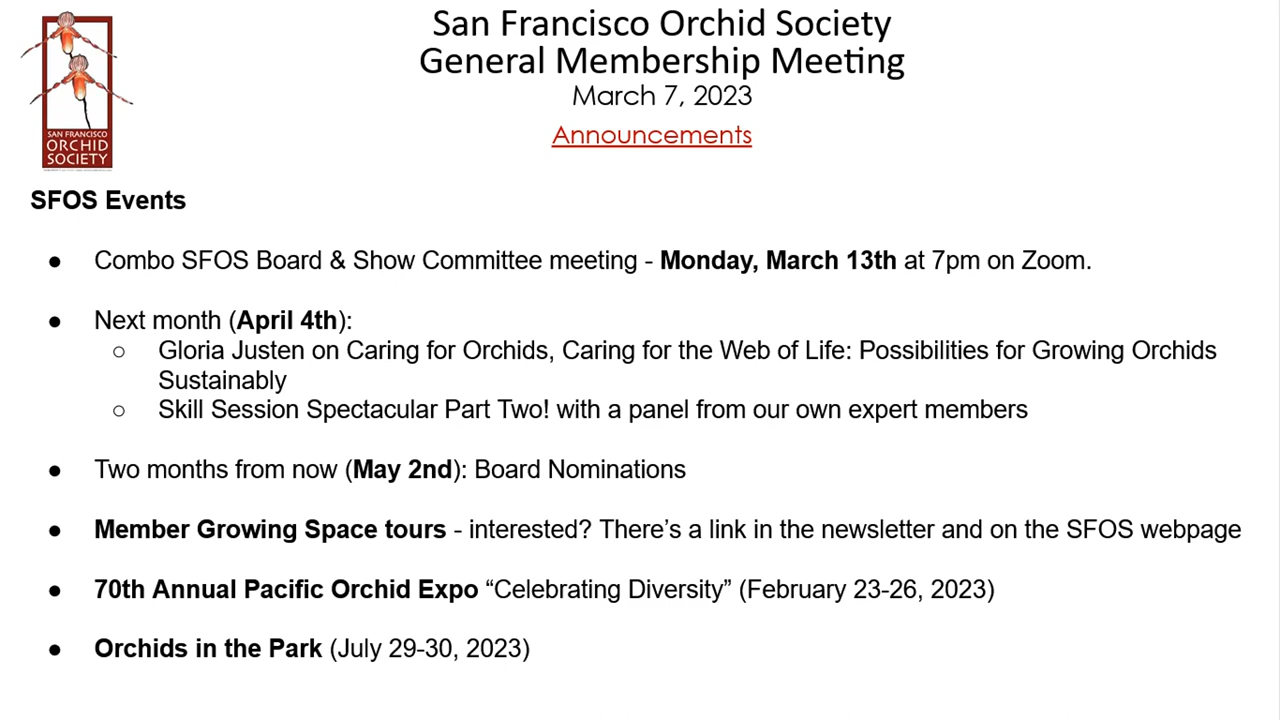 San Francisco Orchid Society
General Membership Meeting
March 7, 2023
Announcements
SAN FRANCISCO
ORCHID
SOCIETY
SFOS Events
● Combo SFOS Board & Show Committee meeting - Monday, March 13th at 7pm on Zoom.
● Next month (April 4th):
○ Gloria Justen on Caring for Orchids, Caring for the Web of Life: Possibilities for Growing Orchids
Sustainably
○ Skill Session Spectacular Part Two! with a panel from our own expert members
● Two months from now (May 2nd): Board Nominations
● Member Growing Space tours - interested? There’s a link in the newsletter and on the SFOS webpage
● 70th Annual Pacific Orchid Expo “Celebrating Diversity” (February 23-26, 2023)
● Orchids in the Park (July 29-30, 2023)